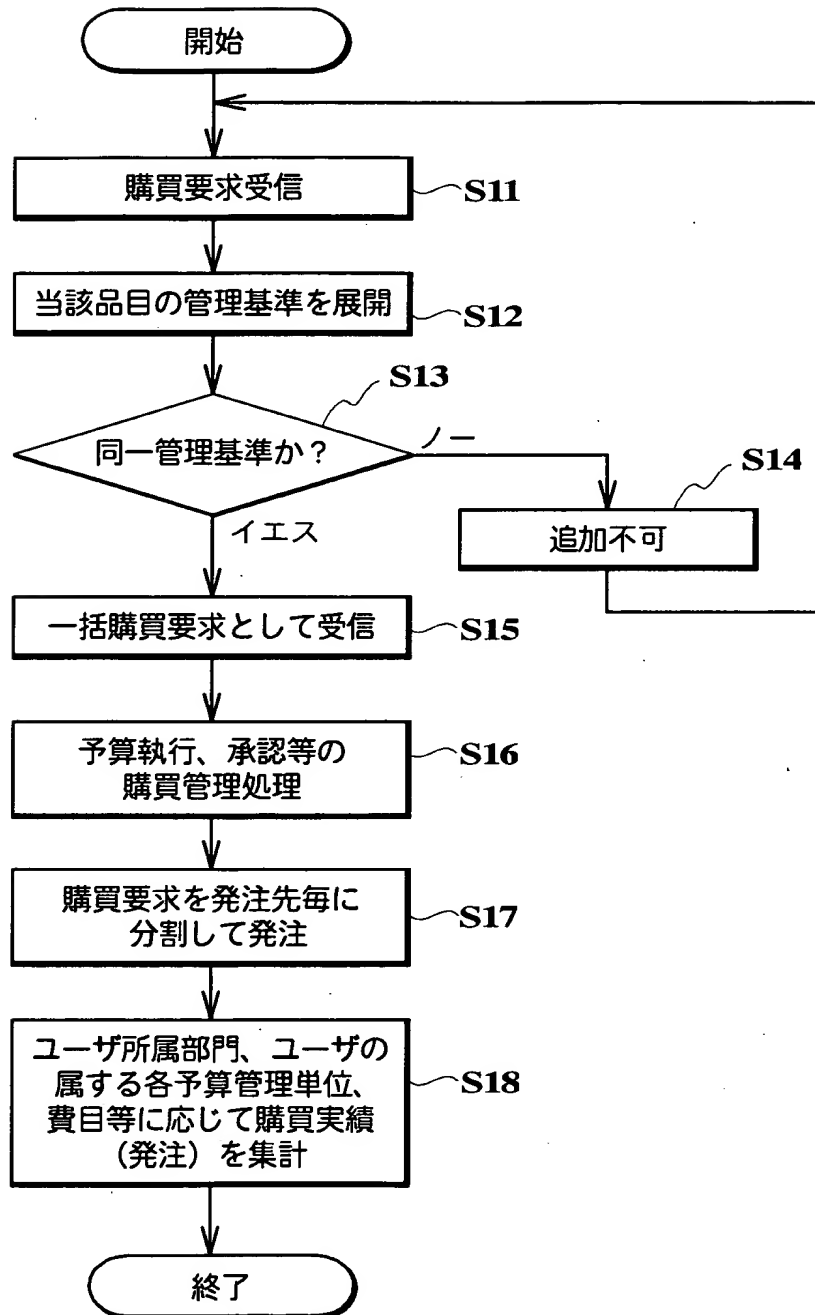 開始
購買要求受信
S11
当該品目の管理基準を展開
S12
S13
同一管理基準か？
ノー
イエス
S14
追加不可
一括購買要求として受信
S15
予算執行、承認等の
購買管理処理
S16
購買要求を発注先毎に
分割して発注
S17
ユーザ所属部門、ユーザの
属する各予算管理単位、
費目等に応じて購買実績
（発注）を集計
S18
終了